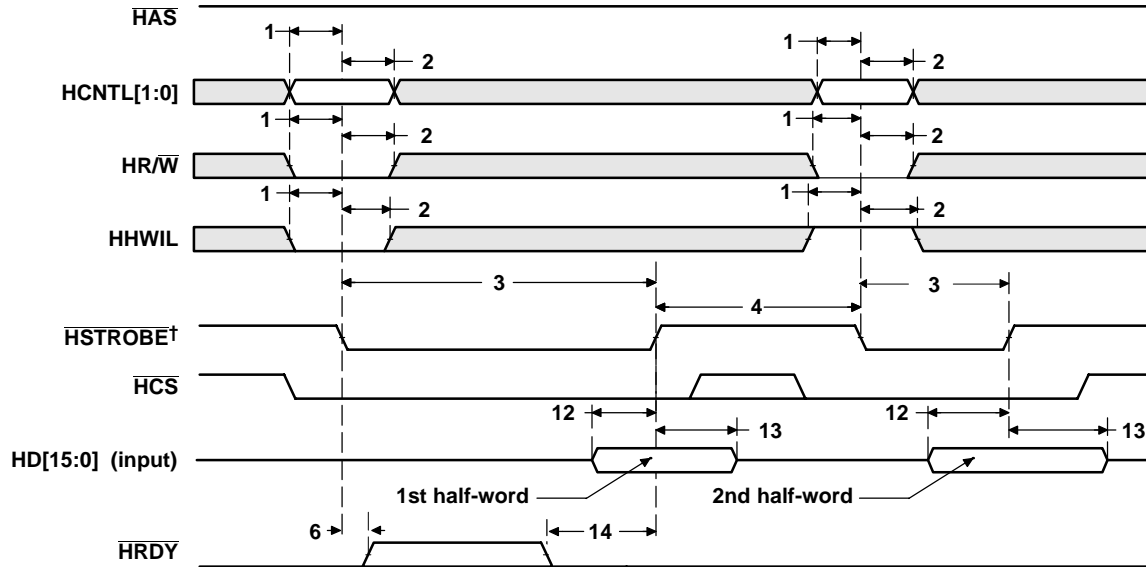 HAS
1
1
2
2
HCNTL[1:0]
1
1
2
2
HR/W
1
1
2
2
HHWIL
3
3
4
HSTROBE†
HCS
12
12
13
13
HD[15:0] (input)
1st half-word
2nd half-word
6
14
HRDY